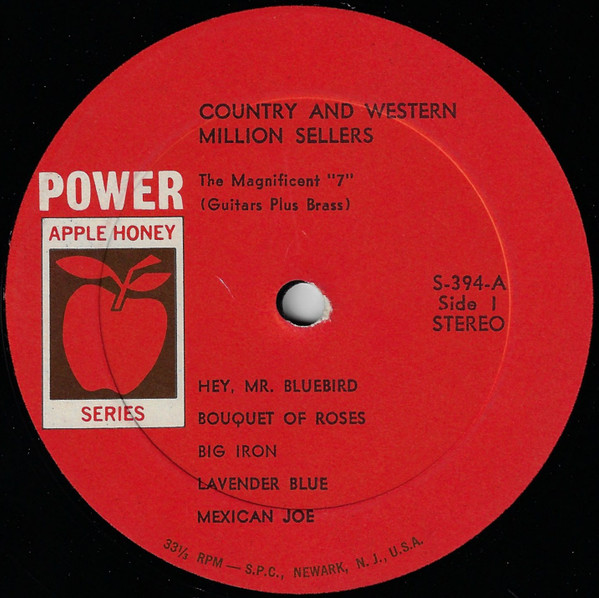 COUNTRY AND WESTERN
MILLION SELLERS
The Magnificent "7"
(Guitars Plus Brass)
POWER
APPLE HONEY
SERIES
S-394-A
Side 1
STEREO
HEY, MR. BLUEBIRD
BOUQUET OF ROSES
BIG IRON
LAVENDER BLUE
MEXICAN JOE
33⅓ RPM — S.P.C., NEWARK, N. J., U.S.A.